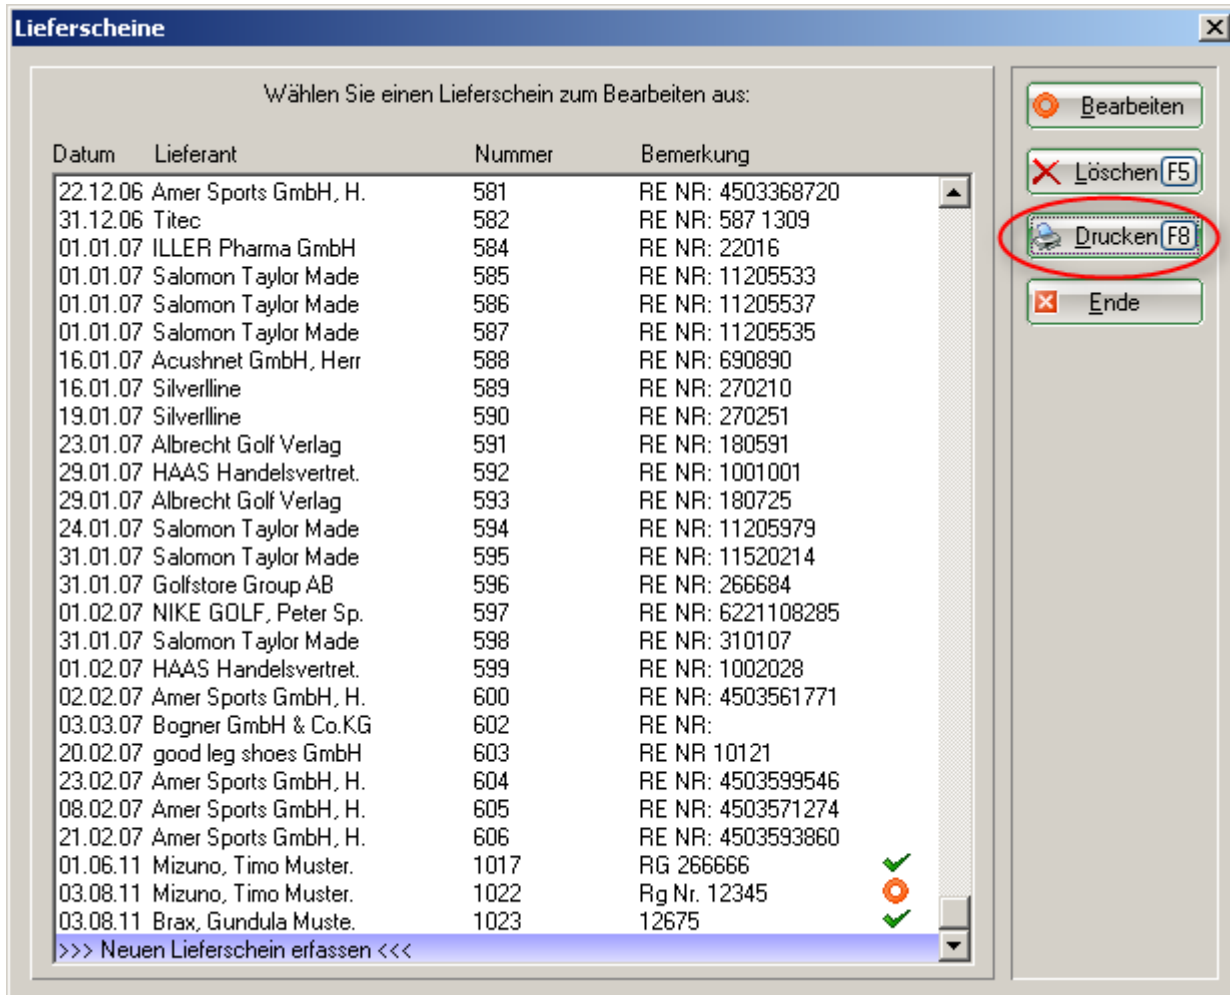 Lieferscheine
Wählen Sie einen Lieferschein zum Bearbeiten aus:
Datum Lieferant Nummer Bemerkung
22.12.06 Amer Sports GmbH, H. 581 RE NR: 4503368720
31.12.06 Titec 582 RE NR: 587 1309
01.01.07 ILLER Pharma GmbH 584 RE NR: 22016
01.01.07 Salomon Taylor Made 585 RE NR: 11205533
01.01.07 Salomon Taylor Made 586 RE NR: 11205537
01.01.07 Salomon Taylor Made 587 RE NR: 11205535
16.01.07 Acushnet GmbH, Herr 588 RE NR: 690890
16.01.07 Silverlline 589 RE NR: 270210
19.01.07 Silverlline 590 RE NR: 270251
23.01.07 Albrecht Golf Verlag 591 RE NR: 180591
29.01.07 HAAS Handelsvertret. 592 RE NR: 1001001
29.01.07 Albrecht Golf Verlag 593 RE NR: 180725
24.01.07 Salomon Taylor Made 594 RE NR: 11205979
31.01.07 Salomon Taylor Made 595 RE NR: 11520214
31.01.07 Golfstore Group AB 596 RE NR: 266684
01.02.07 NIKE GOLF, Peter Sp. 597 RE NR: 6221108285
31.01.07 Salomon Taylor Made 598 RE NR: 310107
01.02.07 HAAS Handelsvertret. 599 RE NR: 1002028
02.02.07 Amer Sports GmbH, H. 600 RE NR: 4503561771
03.03.07 Bogner GmbH & Co.KG 602 RE NR:
20.02.07 good leg shoes GmbH 603 RE NR 10121
23.02.07 Amer Sports GmbH, H. 604 RE NR: 4503599546
08.02.07 Amer Sports GmbH, H. 605 RE NR: 4503571274
21.02.07 Amer Sports GmbH, H. 606 RE NR: 4503593860
01.06.11 Mizuno, Timo Muster. 1017 RG 266666
03.08.11 Mizuno, Timo Muster. 1022 Rg Nr. 12345
03.08.11 Brax, Gundula Muste. 1023 12675
>>> Neuen Lieferschein erfassen <<<
Bearbeiten
Löschen F5
Drucken F8
Ende